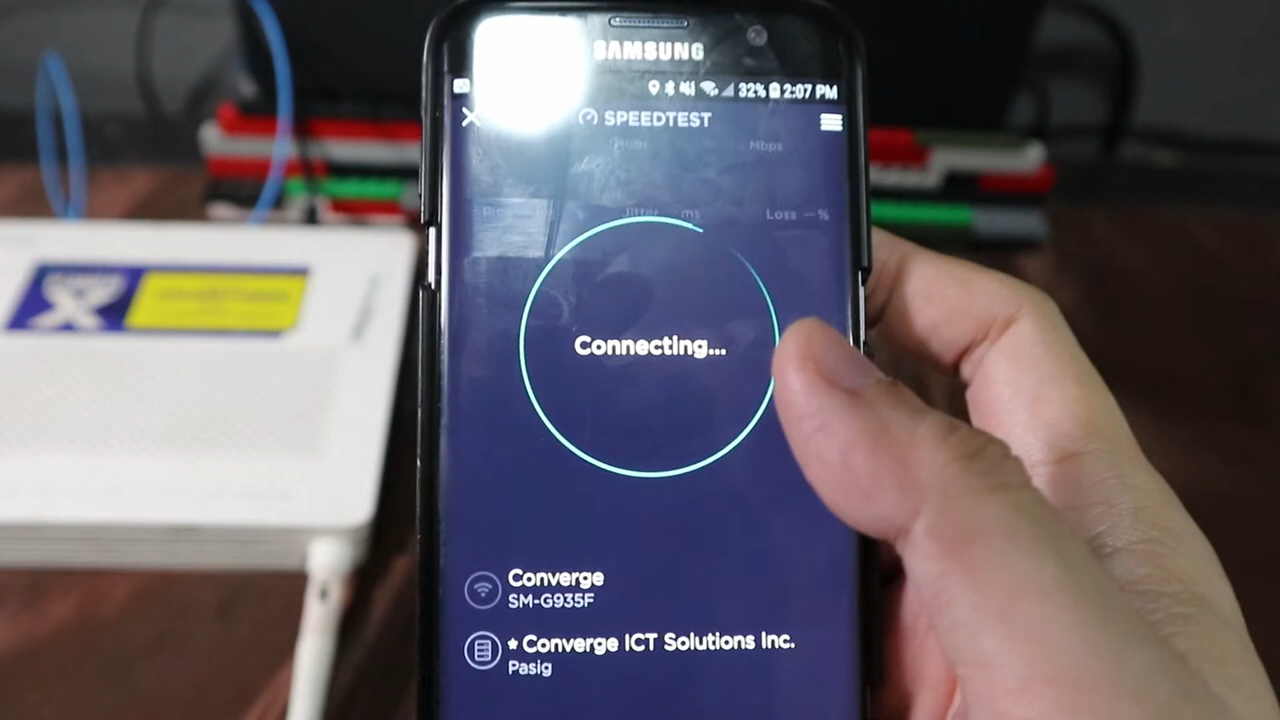 SAMSUNG
32% 2:07 PM
SPEEDTEST
Mbps Mbps
Ping Jitter ms Loss — %
Connecting...
Converge
SM-G935F
* Converge ICT Solutions Inc.
Pasig